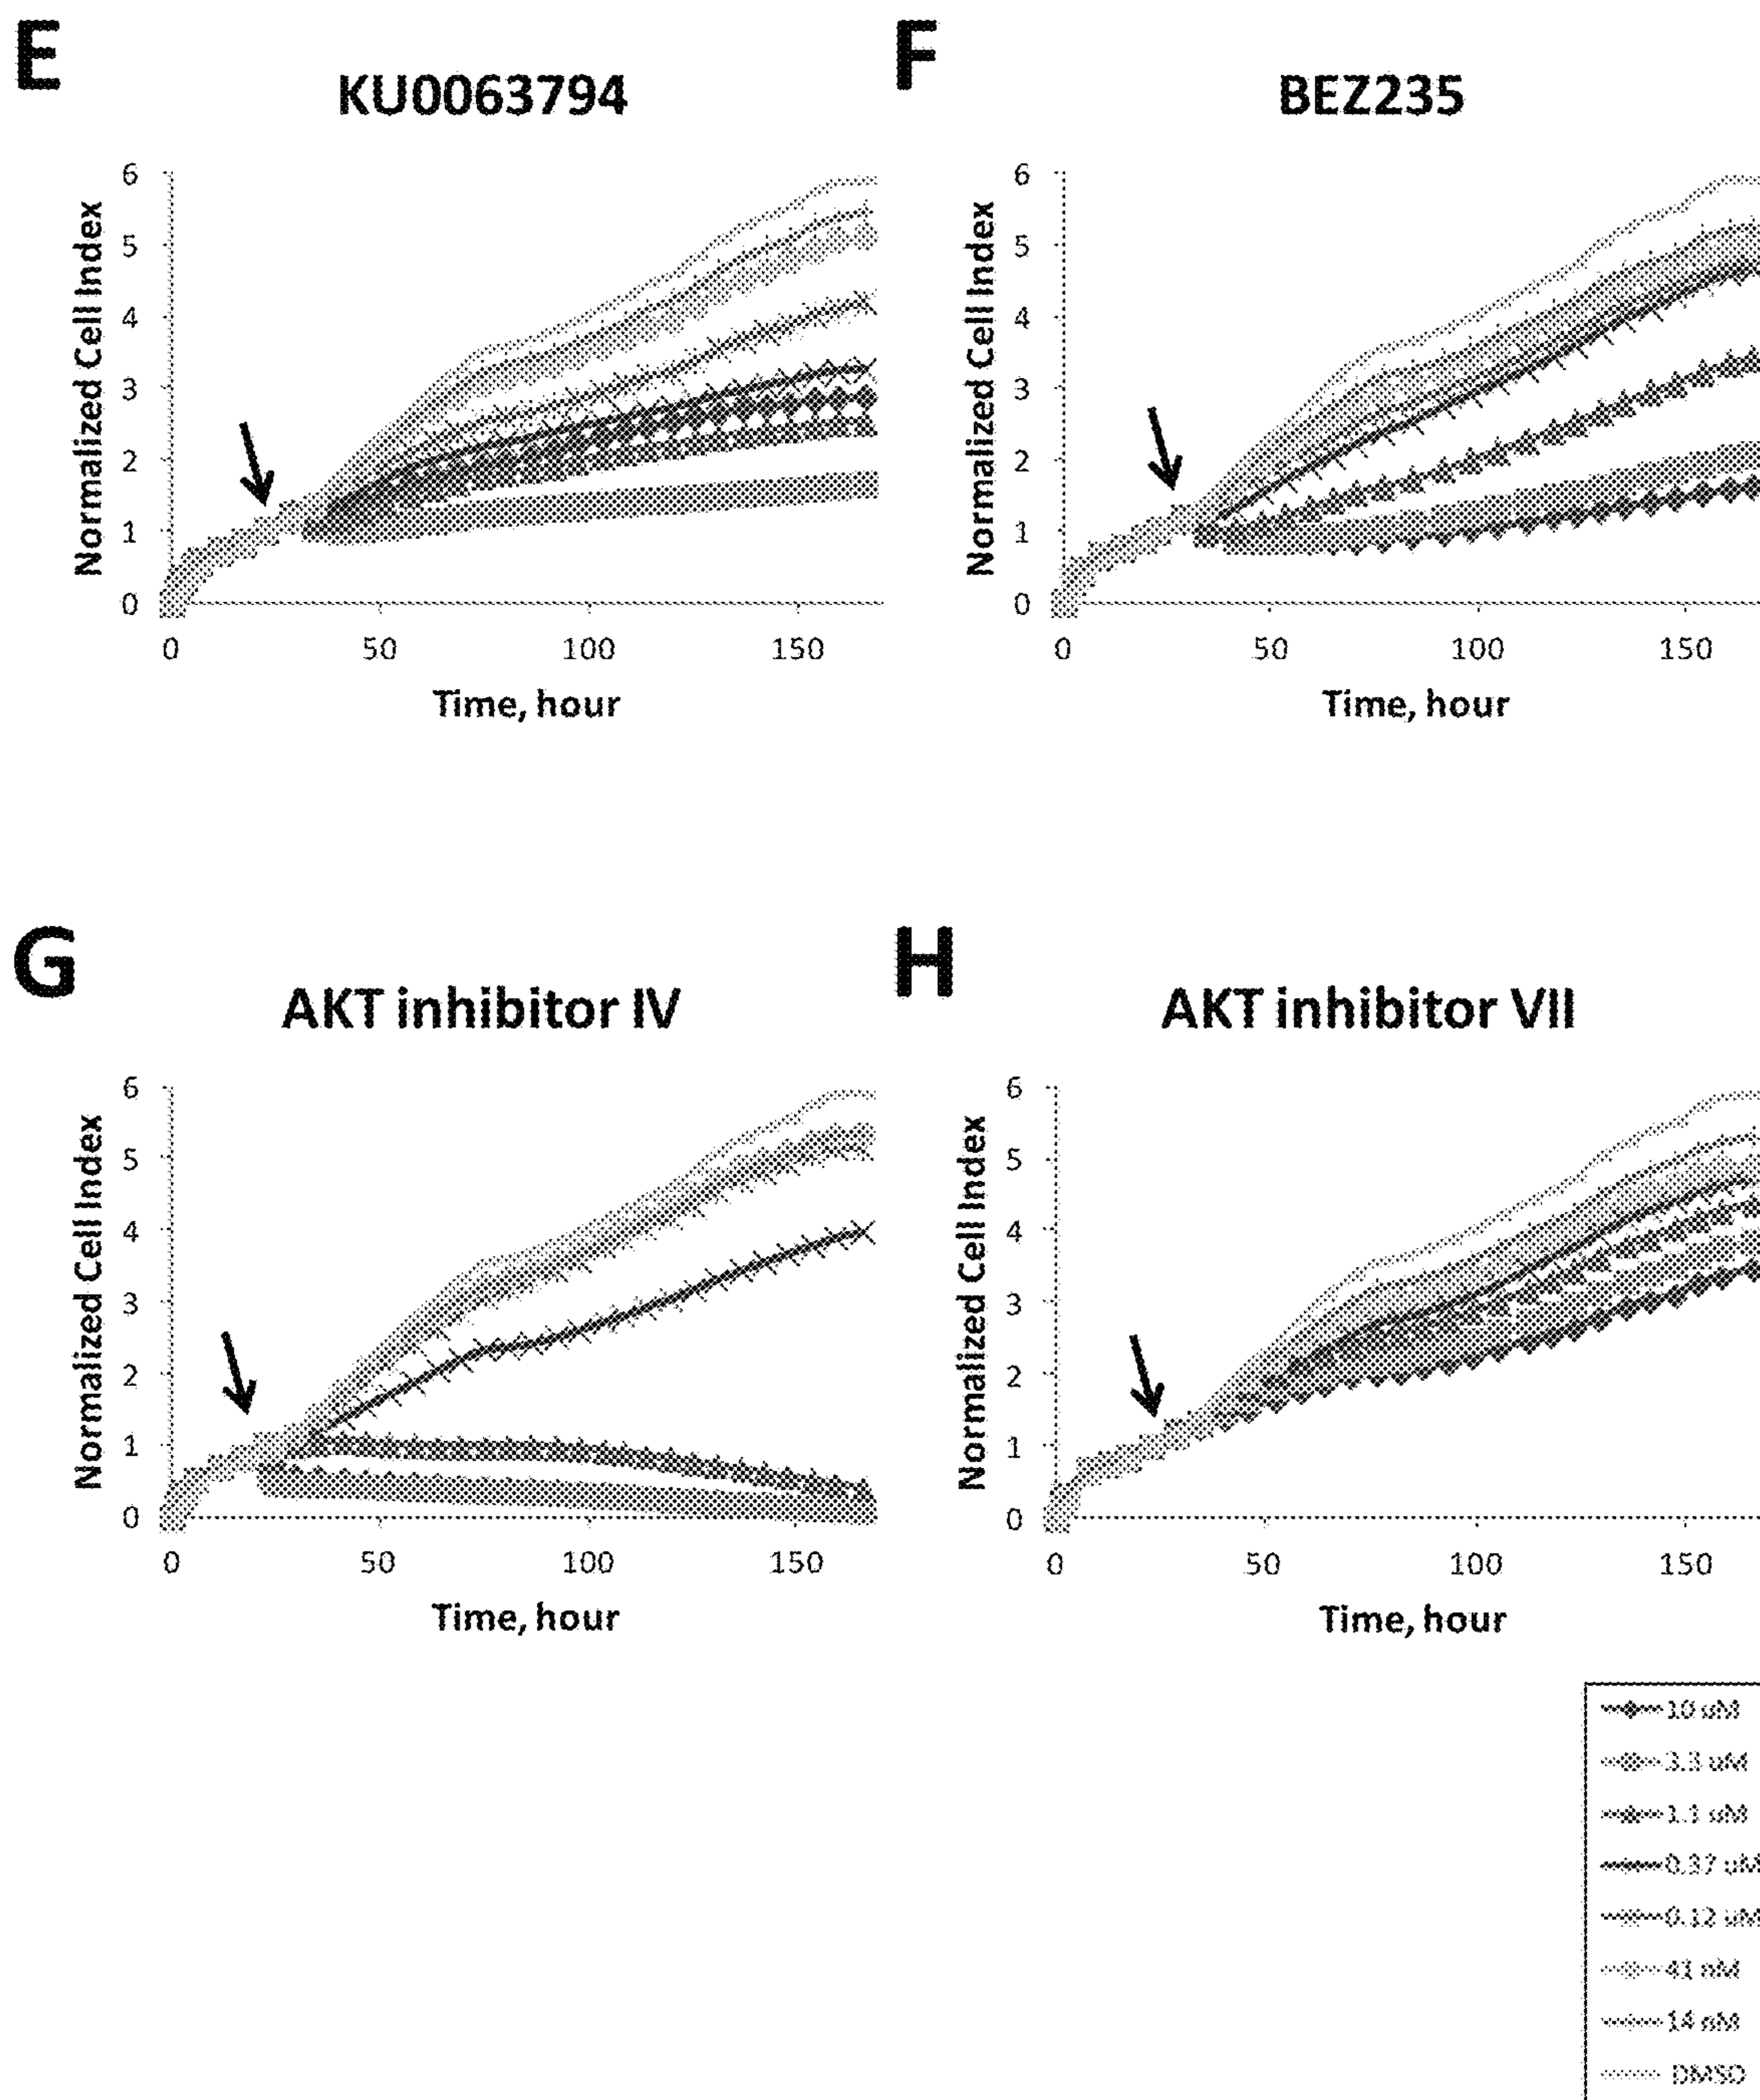 E
KU0063794
Normalized Cell Index
6
5
4
3
2
1
0
0 50 100 150
Time, hour
F
BEZ235
Normalized Cell Index
6
5
4
3
2
1
0
0 50 100 150
Time, hour
G
AKT inhibitor IV
Normalized Cell Index
6
5
4
3
2
1
0
0 50 100 150
Time, hour
H
AKT inhibitor VII
Normalized Cell Index
6
5
4
3
2
1
0
0 50 100 150
Time, hour
10 uM
3.3 uM
1.1 uM
0.37 uM
0.12 uM
41 nM
14 nM
DMSO